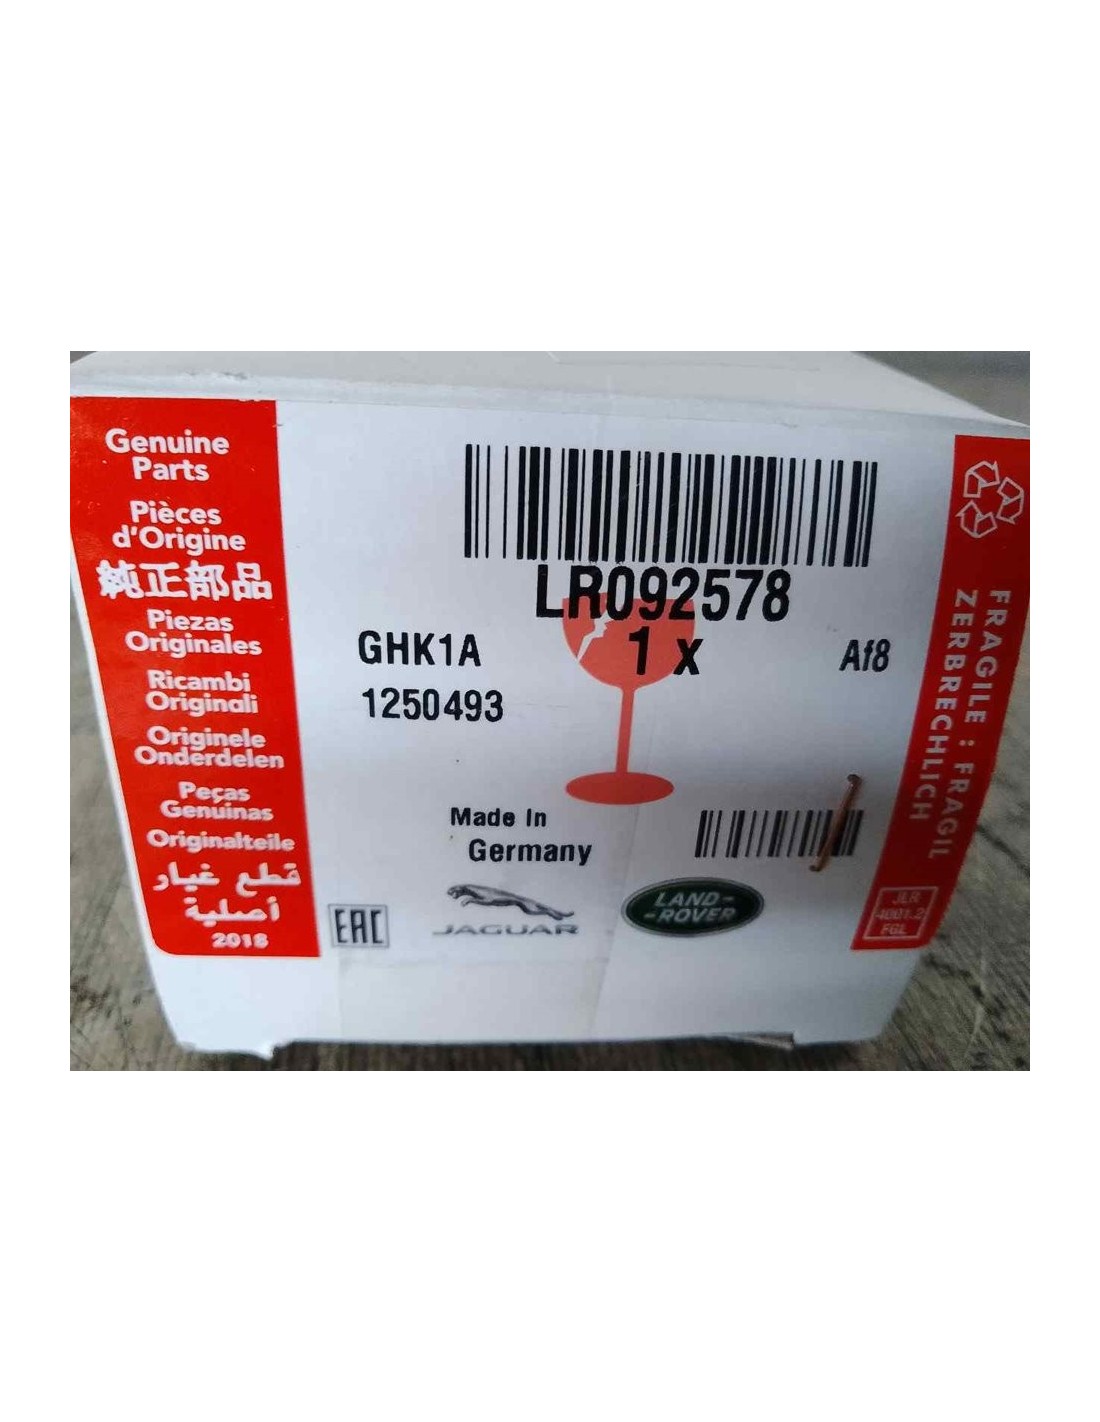 Genuine
Parts
Pièces
d'Origine
純正部品
Piezas
Originales
Ricambi
Originali
Originele
Onderdelen
Peças
Genuínas
Originalteile
قطع غيار
أصلية
2018
LR092578
GHK1A
1 x
Af8
1250493
Made In
Germany
EAC
JAGUAR
LAND-
-ROVER
FRAGILE : FRAGIL
ZERBRECHLICH
JLR
4001.2
FGL